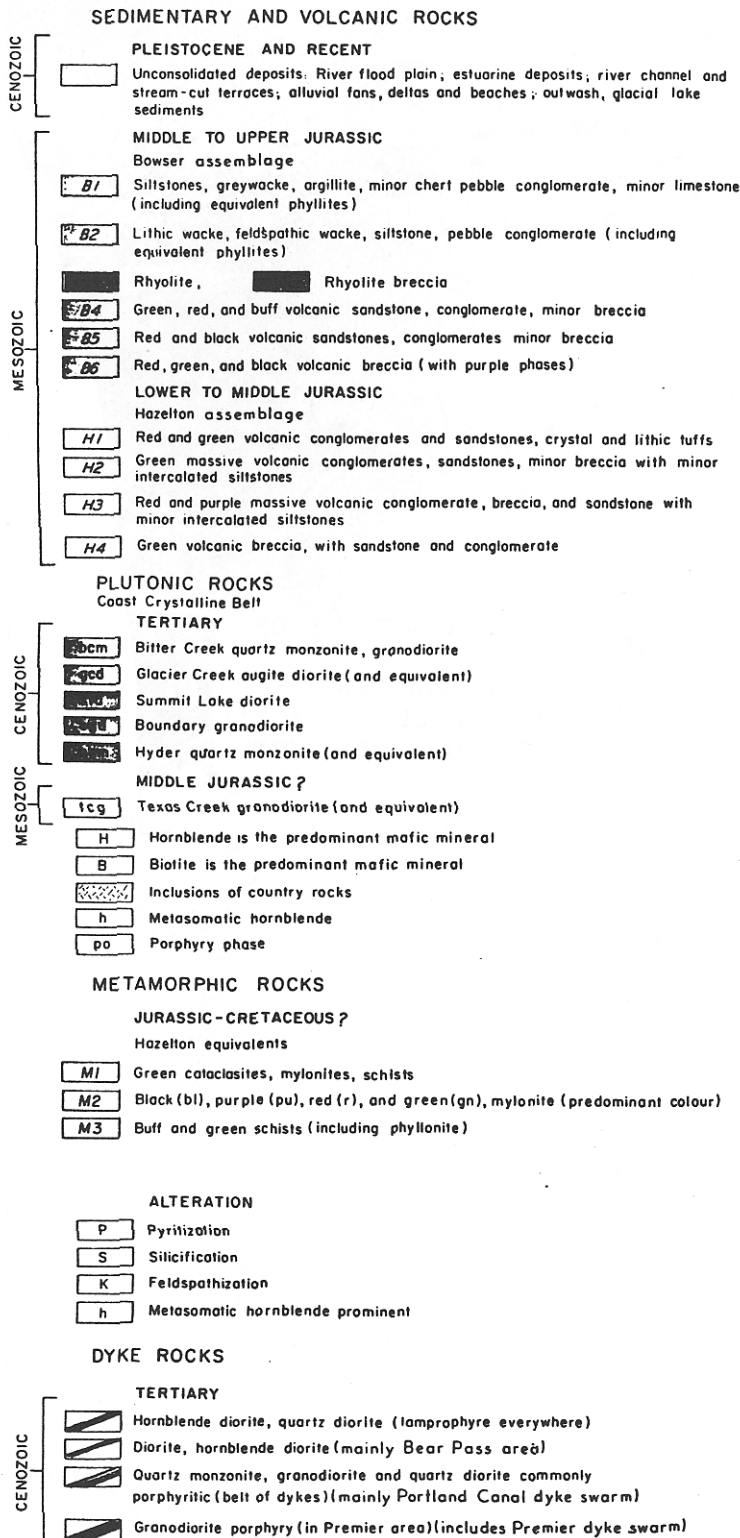 SEDIMENTARY AND VOLCANIC ROCKS
CENOZOIC
PLEISTOCENE AND RECENT
Unconsolidated deposits: River flood plain; estuarine deposits; river channel and
stream-cut terraces; alluvial fans, deltas and beaches; outwash, glacial lake
sediments
MESOZOIC
MIDDLE TO UPPER JURASSIC
Bowser assemblage
B1 Siltstones, greywacke, argillite, minor chert pebble conglomerate, minor limestone
(including equivalent phyllites)
B2 Lithic wacke, feldspathic wacke, siltstone, pebble conglomerate (including
equivalent phyllites)
Rhyolite, Rhyolite breccia
B4 Green, red, and buff volcanic sandstone, conglomerate, minor breccia
B5 Red and black volcanic sandstones, conglomerates minor breccia
B6 Red, green, and black volcanic breccia (with purple phases)
LOWER TO MIDDLE JURASSIC
Hazelton assemblage
H1 Red and green volcanic conglomerates and sandstones, crystal and lithic tuffs
H2 Green massive volcanic conglomerates, sandstones, minor breccia with minor
intercalated siltstones
H3 Red and purple massive volcanic conglomerate, breccia, and sandstone with
minor intercalated siltstones
H4 Green volcanic breccia, with sandstone and conglomerate
PLUTONIC ROCKS
Coast Crystalline Belt
CENOZOIC
TERTIARY
bcm Bitter Creek quartz monzonite, granodiorite
gcd Glacier Creek augite diorite (and equivalent)
Summit Lake diorite
Boundary granodiorite
Hyder quartz monzonite (and equivalent)
MESOZOIC
MIDDLE JURASSIC?
tcg Texas Creek granodiorite (and equivalent)
H Hornblende is the predominant mafic mineral
B Biotite is the predominant mafic mineral
Inclusions of country rocks
h Metasomatic hornblende
po Porphyry phase
METAMORPHIC ROCKS
JURASSIC-CRETACEOUS?
Hazelton equivalents
M1 Green cataclasites, mylonites, schists
M2 Black (bl), purple (pu), red (r), and green (gn), mylonite (predominant colour)
M3 Buff and green schists (including phyllonite)
ALTERATION
P Pyritization
S Silicification
K Feldspathization
h Metasomatic hornblende prominent
DYKE ROCKS
CENOZOIC
TERTIARY
Hornblende diorite, quartz diorite (lamprophyre everywhere)
Diorite, hornblende diorite (mainly Bear Pass area)
Quartz monzonite, granodiorite and quartz diorite commonly
porphyritic (belt of dykes) (mainly Portland Canal dyke swarm)
Granodiorite porphyry (in Premier area) (includes Premier dyke swarm)